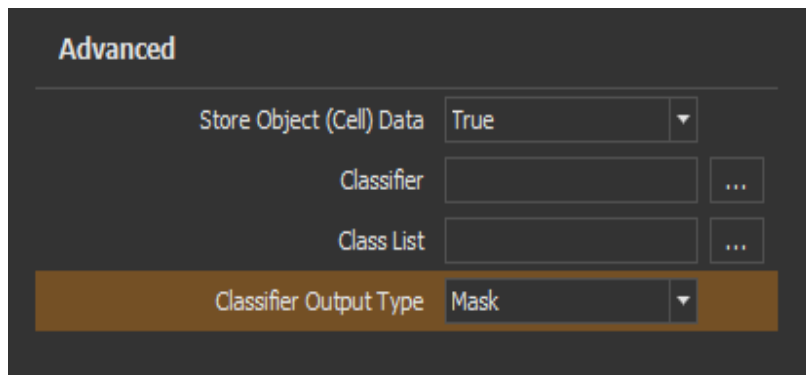 Advanced
Store Object (Cell) Data True
Classifier ...
Class List ...
Classifier Output Type Mask